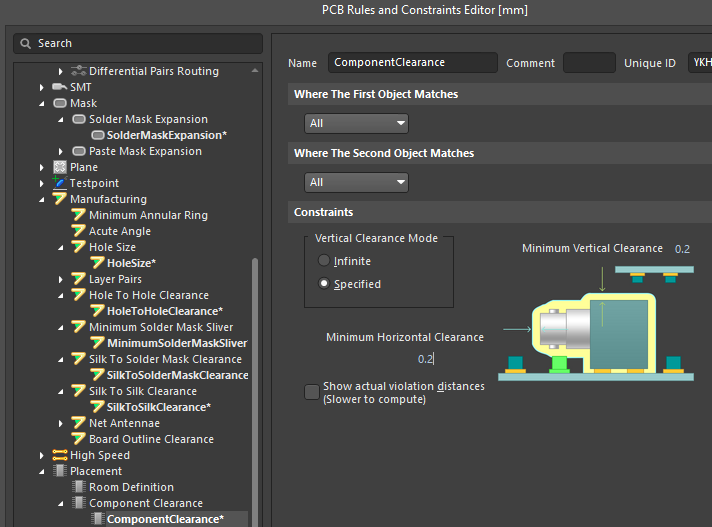 PCB Rules and Constraints Editor [mm]
Search
Differential Pairs Routing
SMT
Mask
Solder Mask Expansion
SolderMaskExpansion*
Paste Mask Expansion
Plane
Testpoint
Manufacturing
Minimum Annular Ring
Acute Angle
Hole Size
HoleSize*
Layer Pairs
Hole To Hole Clearance
HoleToHoleClearance*
Minimum Solder Mask Sliver
MinimumSolderMaskSliver
Silk To Solder Mask Clearance
SilkToSolderMaskClearance
Silk To Silk Clearance
SilkToSilkClearance*
Net Antennae
Board Outline Clearance
High Speed
Placement
Room Definition
Component Clearance
ComponentClearance*
Name ComponentClearance Comment Unique ID YKH
Where The First Object Matches
All
Where The Second Object Matches
All
Constraints
Vertical Clearance Mode
Infinite
Specified
Minimum Vertical Clearance 0.2
Minimum Horizontal Clearance
0.2
Show actual violation distances
(Slower to compute)